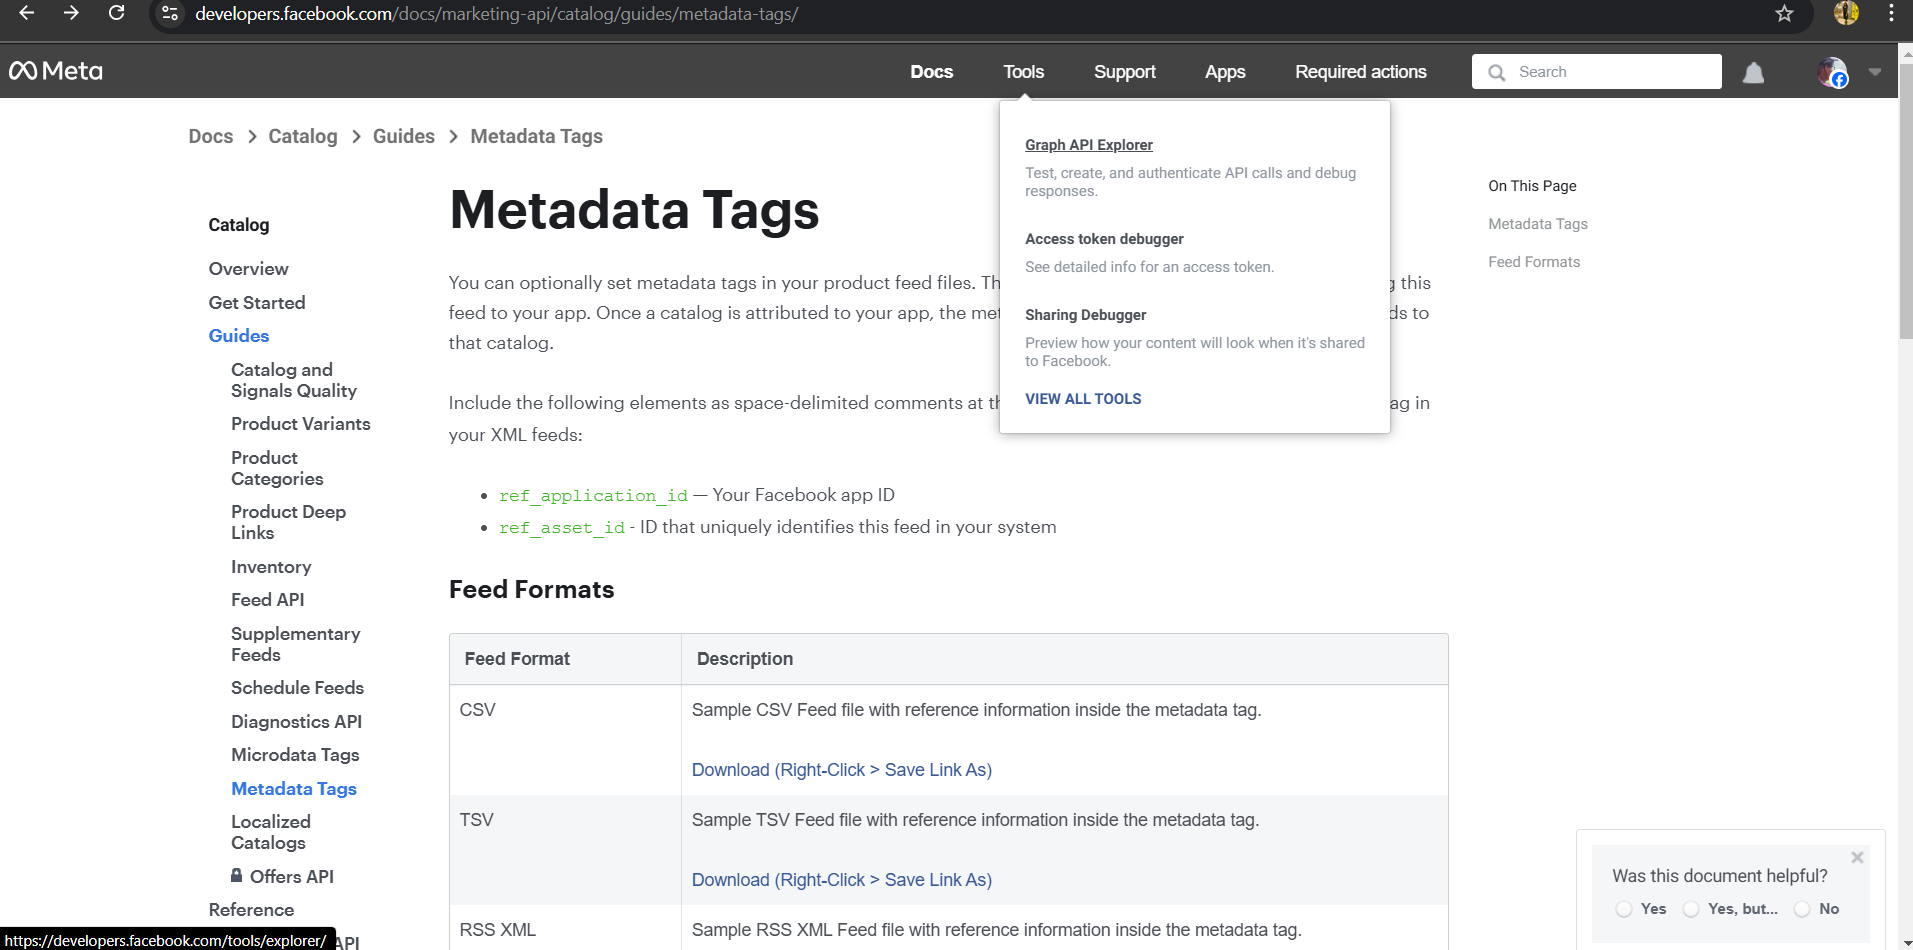 developers.facebook.com/docs/marketing-api/catalog/guides/metadata-tags/
Meta
Docs
Tools
Support
Apps
Required actions
Search
Docs > Catalog > Guides > Metadata Tags
Graph API Explorer
Test, create, and authenticate API calls and debug
responses.
Access token debugger
See detailed info for an access token.
Sharing Debugger
Preview how your content will look when it's shared
to Facebook.
VIEW ALL TOOLS
On This Page
Metadata Tags
Feed Formats
Catalog
Overview
Get Started
Guides
Catalog and
Signals Quality
Product Variants
Product
Categories
Product Deep
Links
Inventory
Feed API
Supplementary
Feeds
Schedule Feeds
Diagnostics API
Microdata Tags
Metadata Tags
Localized
Catalogs
Offers API
Reference
API
Metadata Tags
You can optionally set metadata tags in your product feed files. Th this
feed to your app. Once a catalog is attributed to your app, the met ds to
that catalog.
Include the following elements as space-delimited comments at th ag in
your XML feeds:
• ref_application_id — Your Facebook app ID
• ref_asset_id - ID that uniquely identifies this feed in your system
Feed Formats
Feed Format
Description
CSV
Sample CSV Feed file with reference information inside the metadata tag.
Download (Right-Click > Save Link As)
TSV
Sample TSV Feed file with reference information inside the metadata tag.
Download (Right-Click > Save Link As)
RSS XML
Sample RSS XML Feed file with reference information inside the metadata tag.
Was this document helpful?
Yes
Yes, but...
No
https://developers.facebook.com/tools/explorer/